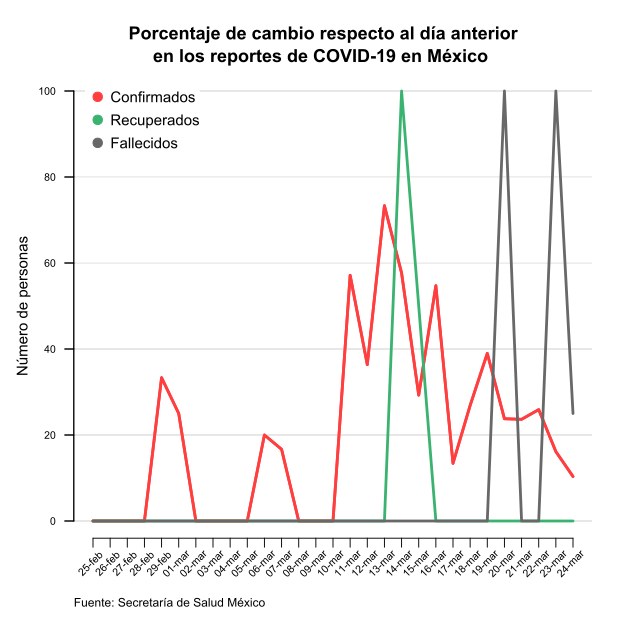 Porcentaje de cambio respecto al día anterior
en los reportes de COVID-19 en México
Confirmados
Recuperados
Fallecidos
Número de personas
100
80
60
40
20
0
25-feb
26-feb
27-feb
28-feb
29-feb
01-mar
02-mar
03-mar
04-mar
05-mar
06-mar
07-mar
08-mar
09-mar
10-mar
11-mar
12-mar
13-mar
14-mar
15-mar
16-mar
17-mar
18-mar
19-mar
20-mar
21-mar
22-mar
23-mar
24-mar
Fuente: Secretaría de Salud México